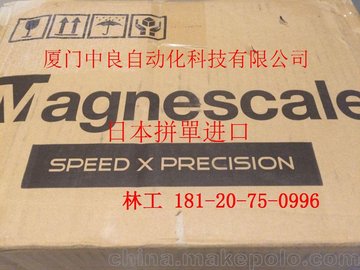 厦门中良自动化科技有限公司
Magnescale
日本拼單進口
SPEED X PRECISION
林工 181-20-75-0996
china.makepolo.com